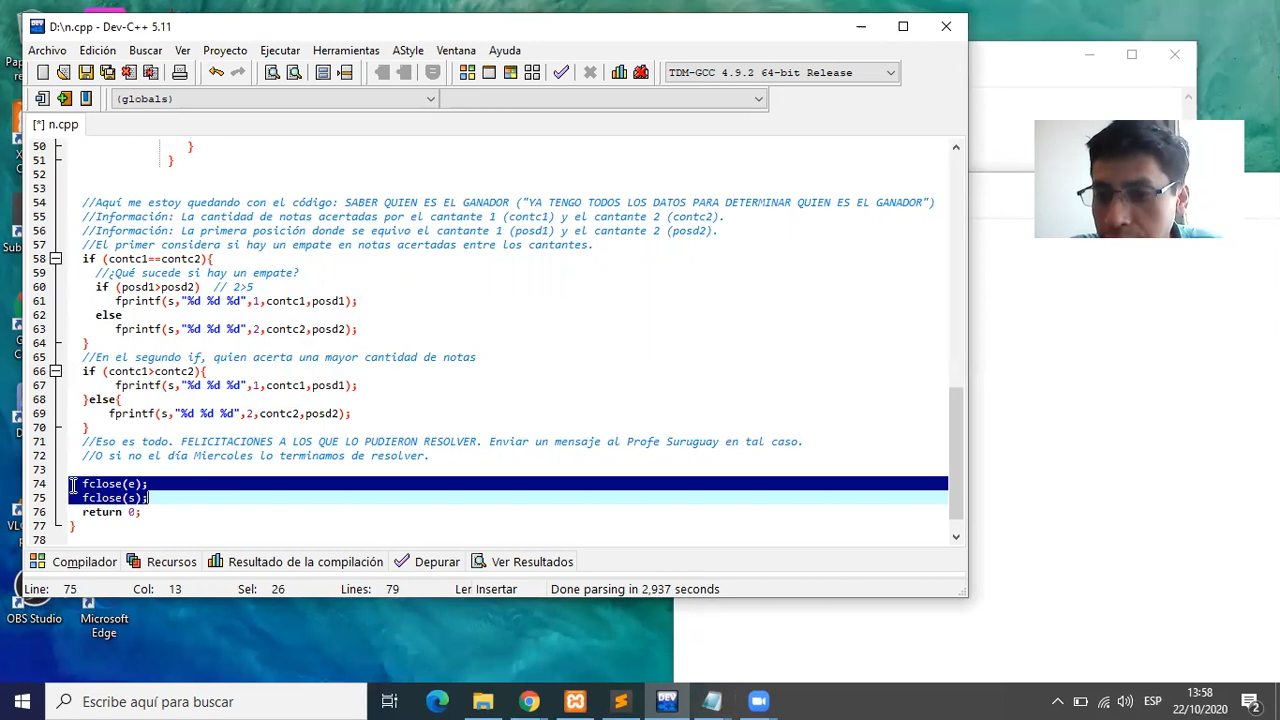 D:\n.cpp - Dev-C++ 5.11
Archivo Edición Buscar Ver Proyecto Ejecutar Herramientas AStyle Ventana Ayuda
TDM-GCC 4.9.2 64-bit Release
(globals)
[*] n.cpp
50 }
51 }
52
53
54 //Aquí me estoy quedando con el código: SABER QUIEN ES EL GANADOR ("YA TENGO TODOS LOS DATOS PARA DETERMINAR QUIEN ES EL GANADOR")
55 //Información: La cantidad de notas acertadas por el cantante 1 (contc1) y el cantante 2 (contc2).
56 //Información: La primera posición donde se equivo el cantante 1 (posd1) y el cantante 2 (posd2).
57 //El primer considera si hay un empate en notas acertadas entre los cantantes.
58 if (contc1==contc2){
59 //¿Qué sucede si hay un empate?
60 if (posd1>posd2) // 2>5
61 fprintf(s,"%d %d %d",1,contc1,posd1);
62 else
63 fprintf(s,"%d %d %d",2,contc2,posd2);
64 }
65 //En el segundo if, quien acerta una mayor cantidad de notas
66 if (contc1>contc2){
67 fprintf(s,"%d %d %d",1,contc1,posd1);
68 }else{
69 fprintf(s,"%d %d %d",2,contc2,posd2);
70 }
71 //Eso es todo. FELICITACIONES A LOS QUE LO PUDIERON RESOLVER. Enviar un mensaje al Profe Suruguay en tal caso.
72 //O si no el día Miercoles lo terminamos de resolver.
73
74 fclose(e);
75 fclose(s);
76 return 0;
77 }
78
Compilador Recursos Resultado de la compilación Depurar Ver Resultados
Line: 75 Col: 13 Sel: 26 Lines: 79 Ler Insertar Done parsing in 2,937 seconds
OBS Studio
Microsoft
Edge
Escribe aquí para buscar
ESP
13:58
22/10/2020
2